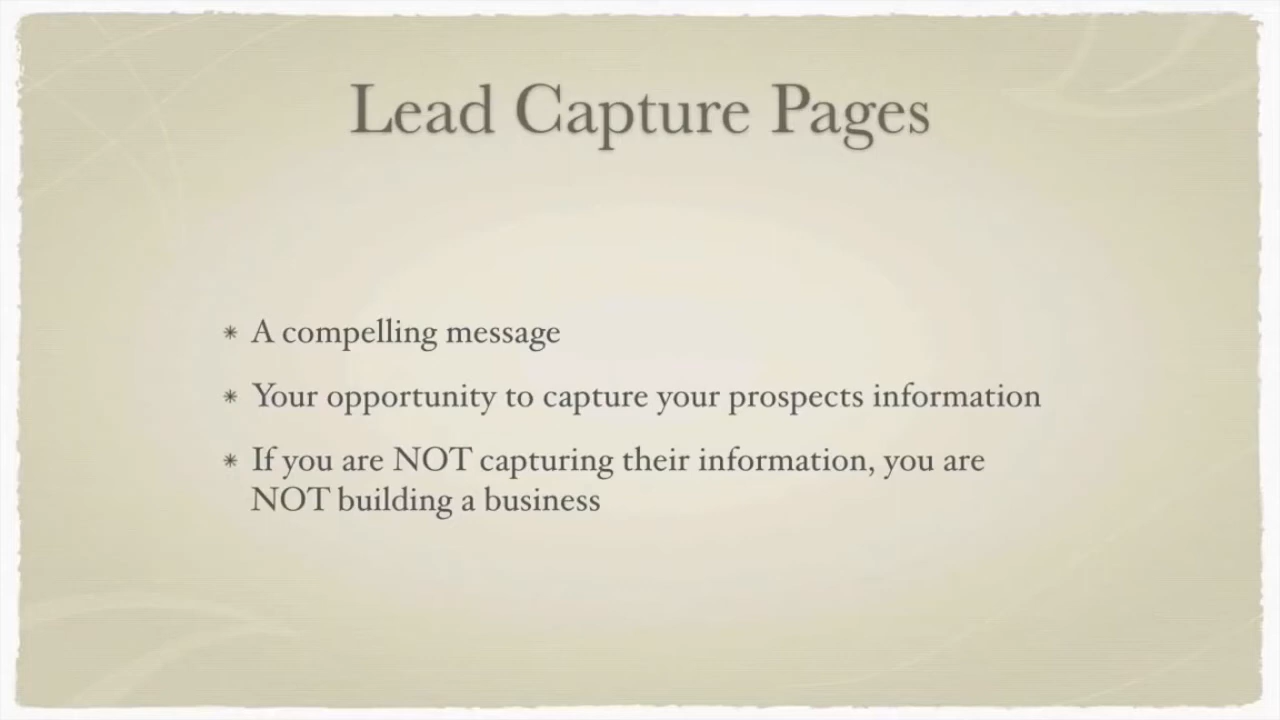 Lead Capture Pages
* A compelling message
* Your opportunity to capture your prospects information
* If you are NOT capturing their information, you are
NOT building a business